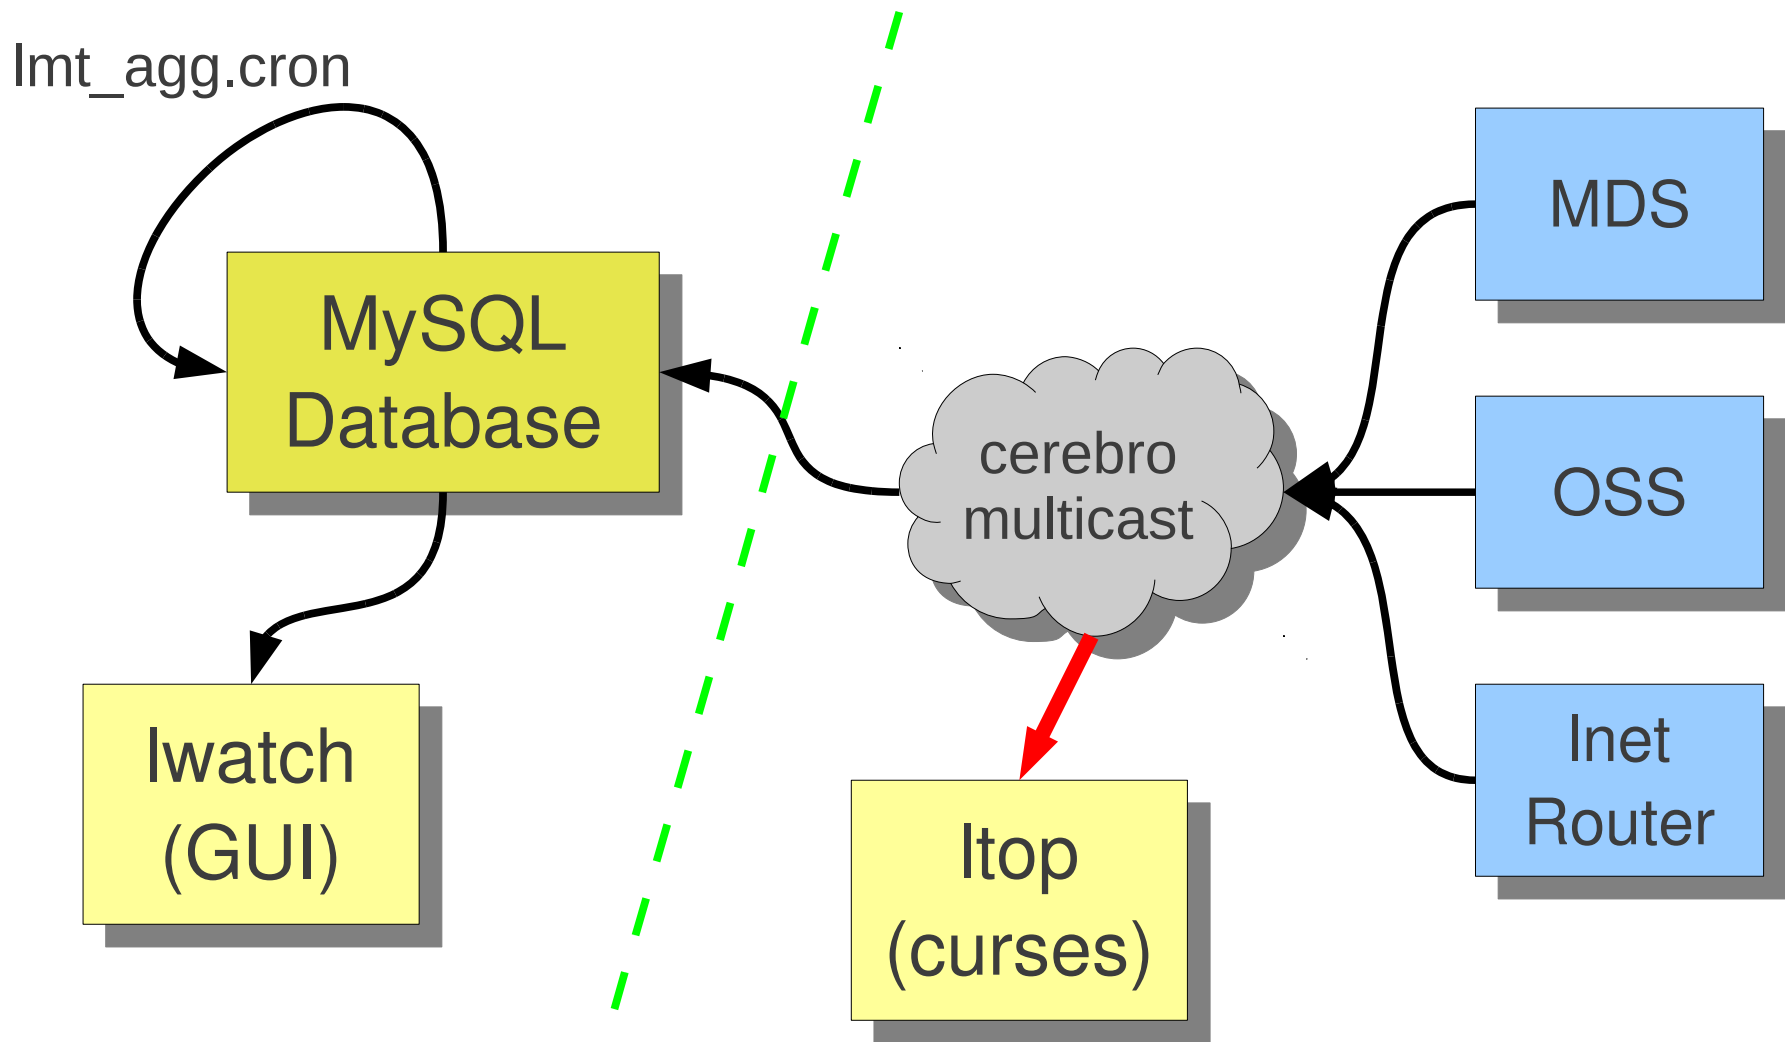 lmt_agg.cron
MySQL
Database
lwatch
(GUI)
cerebro
multicast
ltop
(curses)
MDS
OSS
lnet
Router